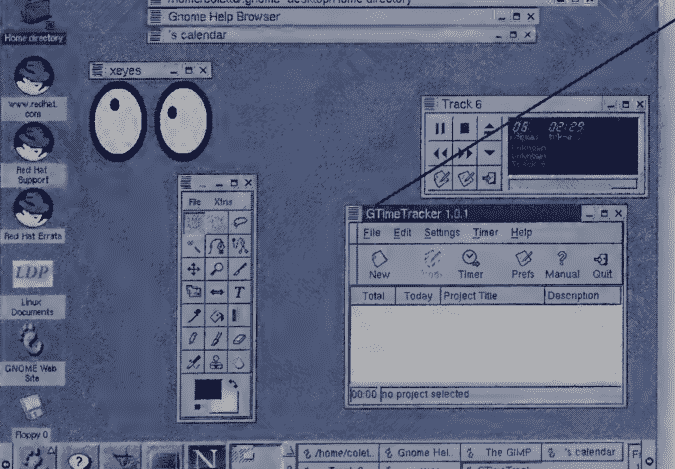 Home directory
Gnome Help Browser
's calendar
xeyes
www.redhat.
com
Red Hat
Support
Red Hat Errata
LDP
Linux
Documents
GNOME Web
Site
Floppy 0
File Xtns
T
Track 6
08 02:29
GTimeTracker 1.0.1
File Edit Settings Timer Help
New Timer Prefs Manual Quit
Total Today Project Title Description
00:00 no project selected
N
/home/colet.. Gnome Hel.. The GIMP 's calendar